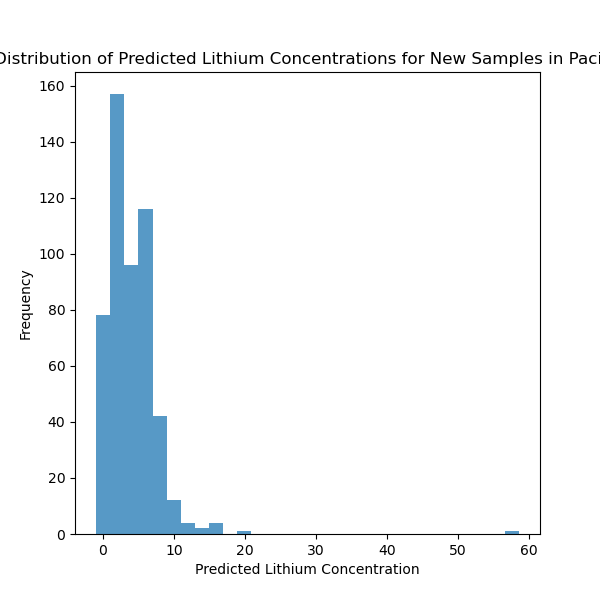 Distribution of Predicted Lithium Concentrations for New Samples in Paci
160
140
120
100
80
60
40
20
0
Frequency
0 10 20 30 40 50 60
Predicted Lithium Concentration